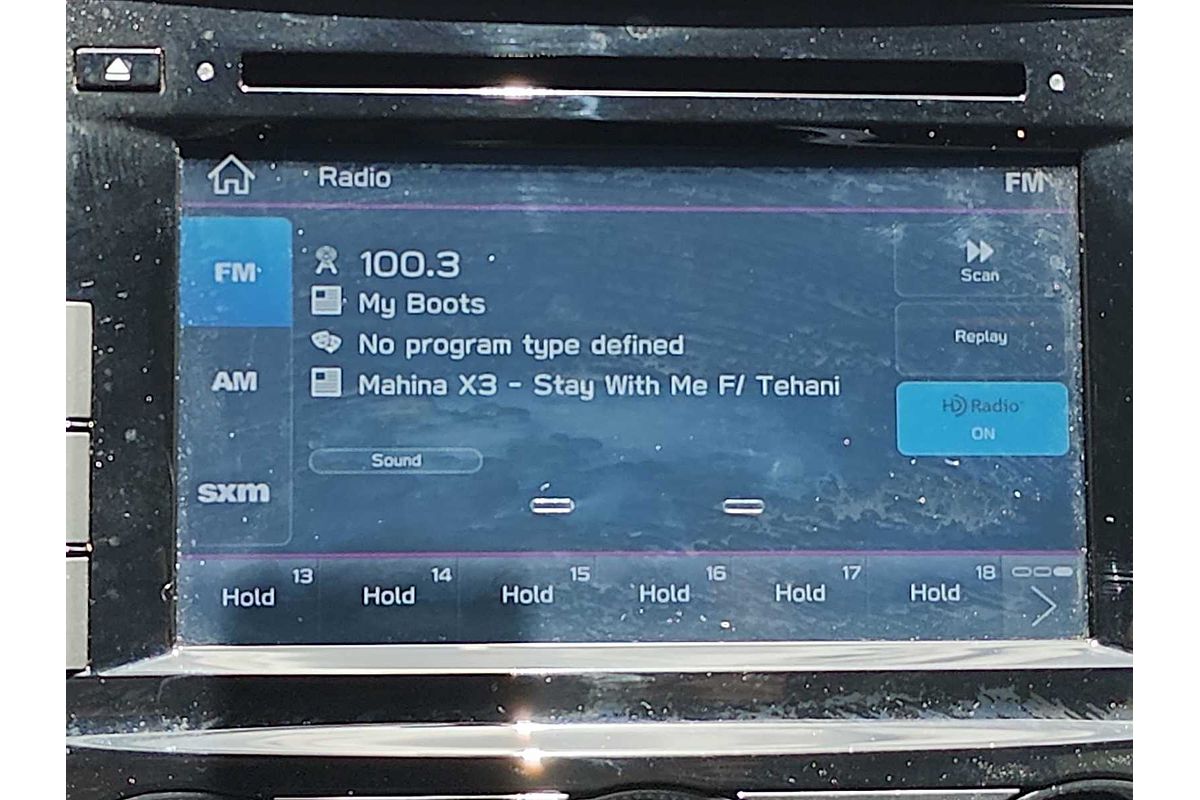 Radio FM
FM
AM
sxm
100.3
My Boots
No program type defined
Mahina X3 - Stay With Me F/ Tehani
Sound
Scan
Replay
HD Radio
ON
13 14 15 16 17 18
Hold Hold Hold Hold Hold Hold